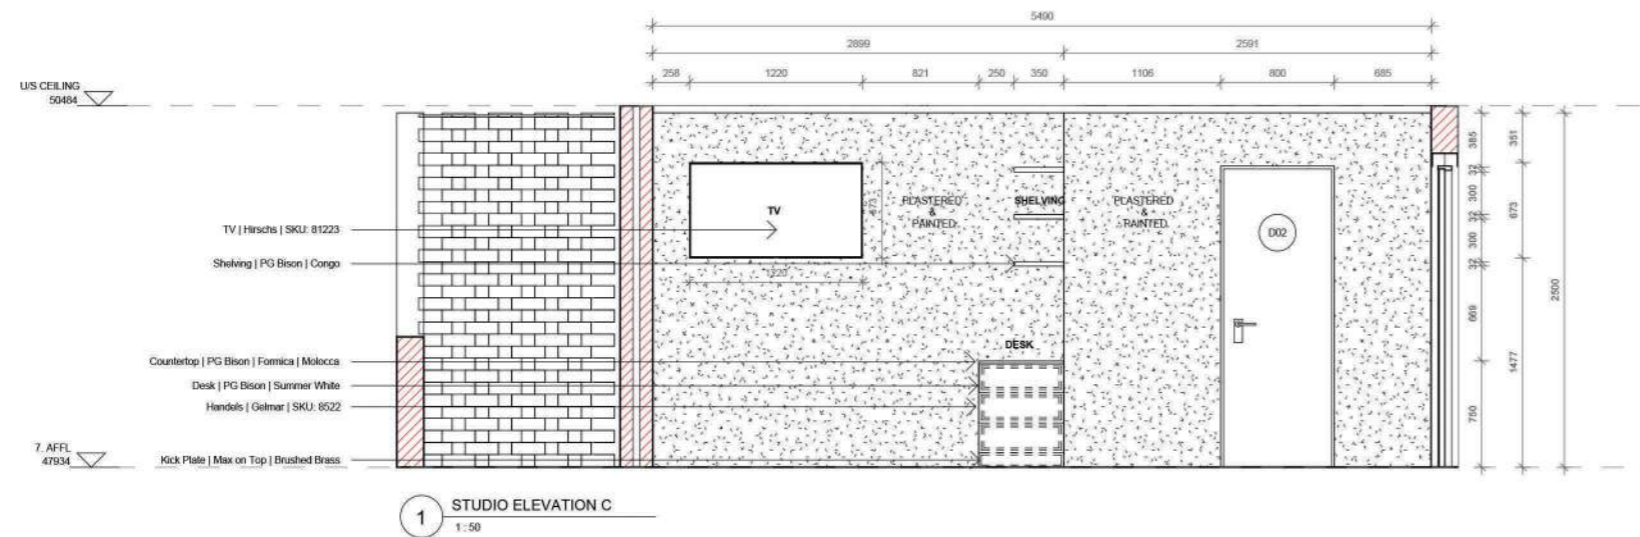 5490
2899 2591
258 1220 821 250 350 1106 800 685
U/S CEILING
50484
385 351
32
300
32
300
32
669
750
673
1477
2500
673
TV
PLASTERED
&
PAINTED
SHELVING
PLASTERED
&
PAINTED
D02
TV | Hirschs | SKU: 81223
Shelving | PG Bison | Congo
DESK
Countertop | PG Bison | Formica | Molocca
Desk | PG Bison | Summer White
Handels | Gelmar | SKU: 8522
Kick Plate | Max on Top | Brushed Brass
7. AFFL
47934
1 STUDIO ELEVATION C
1 : 50